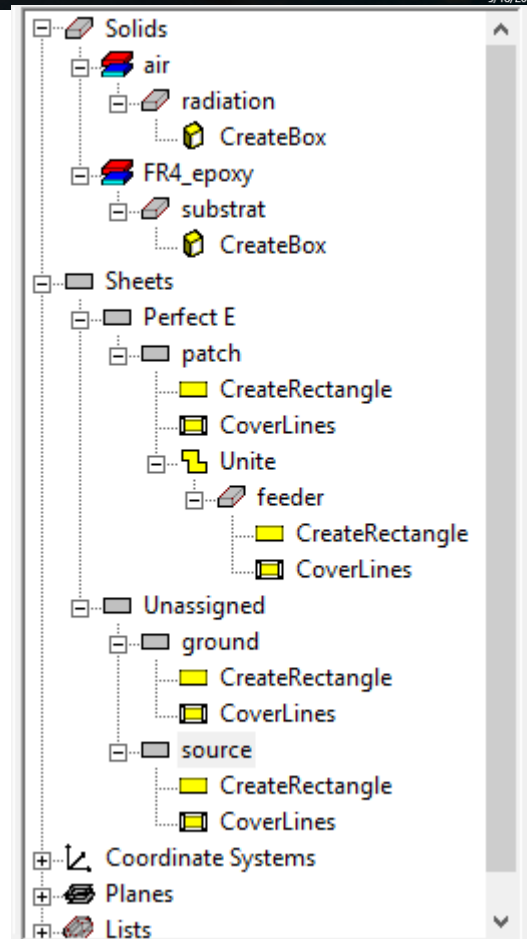 Solids
air
radiation
CreateBox
FR4_epoxy
substrat
CreateBox
Sheets
Perfect E
patch
CreateRectangle
CoverLines
Unite
feeder
CreateRectangle
CoverLines
Unassigned
ground
CreateRectangle
CoverLines
source
CreateRectangle
CoverLines
Coordinate Systems
Planes
Lists